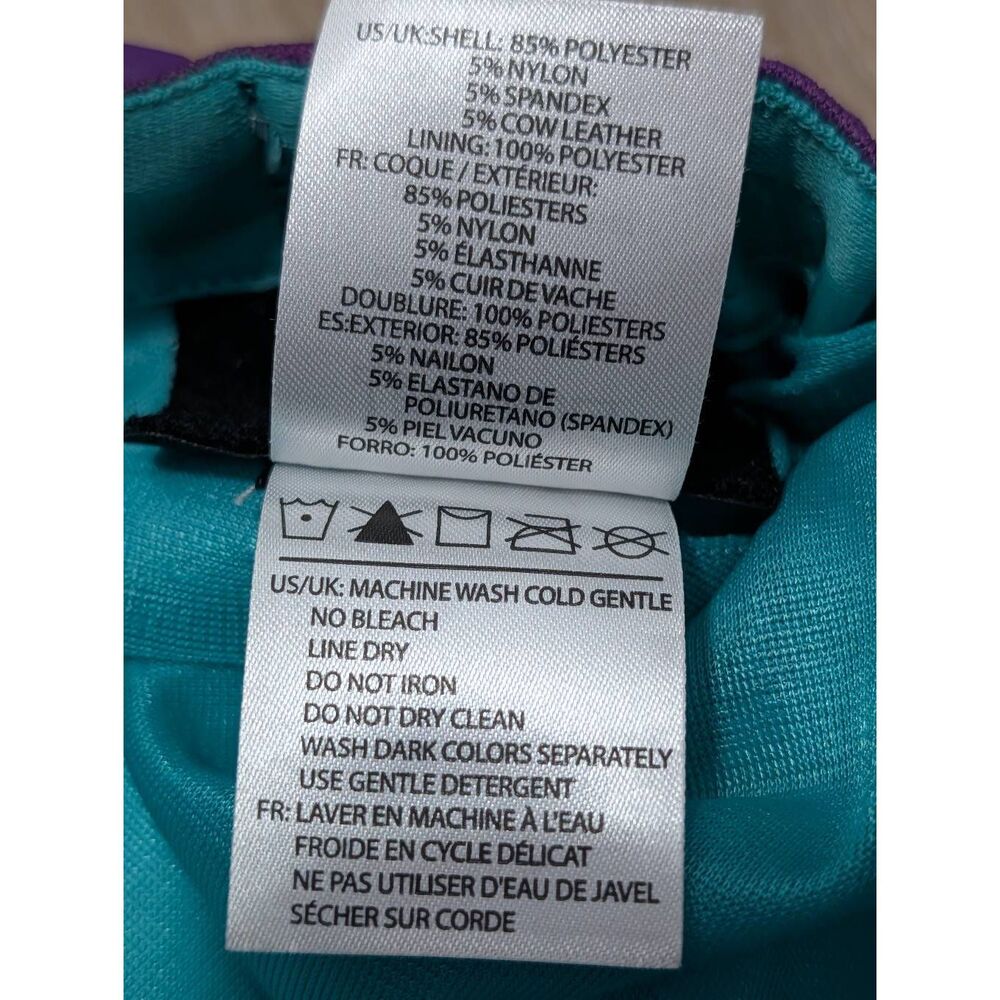 US/UK:SHELL: 85% POLYESTER
5% NYLON
5% SPANDEX
5% COW LEATHER
LINING: 100% POLYESTER
FR: COQUE / EXTÉRIEUR:
85% POLIESTERS
5% NYLON
5% ÉLASTHANNE
5% CUIR DE VACHE
DOUBLURE: 100% POLIESTERS
ES:EXTERIOR: 85% POLIÉSTERS
5% NAILON
5% ELASTANO DE
POLIURETANO (SPANDEX)
5% PIEL VACUNO
FORRO: 100% POLIÉSTER
US/UK: MACHINE WASH COLD GENTLE
NO BLEACH
LINE DRY
DO NOT IRON
DO NOT DRY CLEAN
WASH DARK COLORS SEPARATELY
USE GENTLE DETERGENT
FR: LAVER EN MACHINE À L'EAU
FROIDE EN CYCLE DÉLICAT
NE PAS UTILISER D'EAU DE JAVEL
SÉCHER SUR CORDE